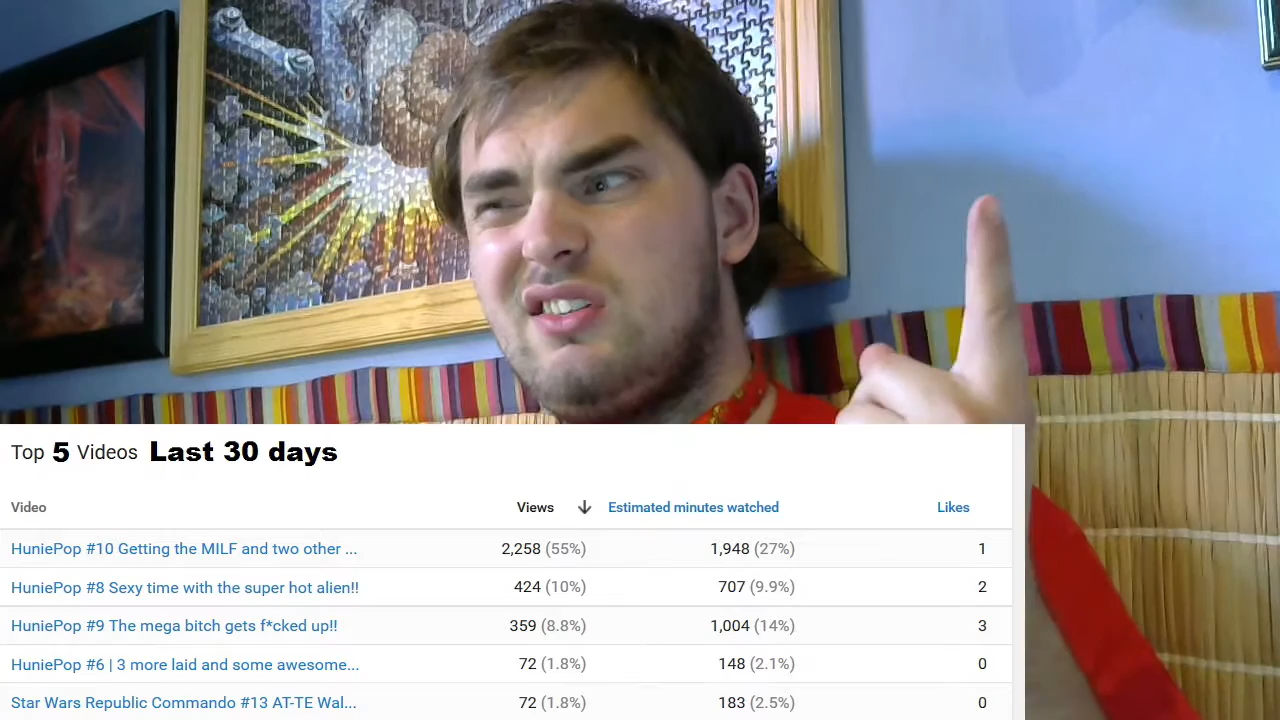 Top 5 Videos Last 30 days
Video Views Estimated minutes watched Likes
HuniePop #10 Getting the MILF and two other ... 2,258 (55%) 1,948 (27%) 1
HuniePop #8 Sexy time with the super hot alien!! 424 (10%) 707 (9.9%) 2
HuniePop #9 The mega bitch gets f*cked up!! 359 (8.8%) 1,004 (14%) 3
HuniePop #6 | 3 more laid and some awesome... 72 (1.8%) 148 (2.1%) 0
Star Wars Republic Commando #13 AT-TE Wal... 72 (1.8%) 183 (2.5%) 0